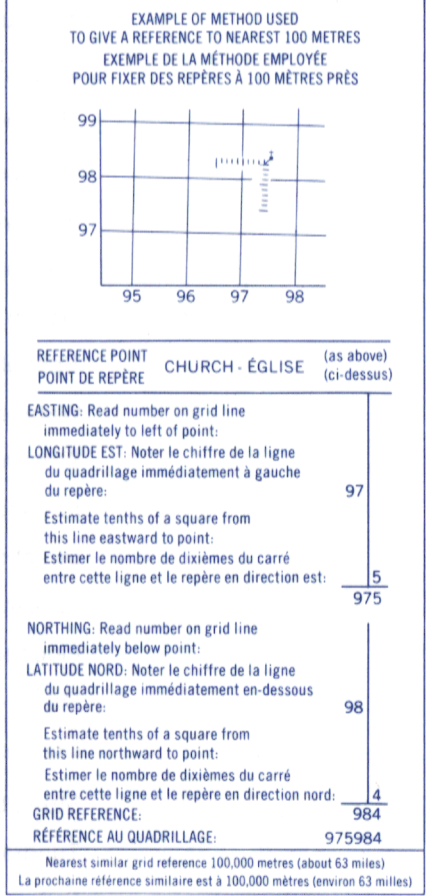 EXAMPLE OF METHOD USED
TO GIVE A REFERENCE TO NEAREST 100 METRES
EXEMPLE DE LA MÉTHODE EMPLOYÉE
POUR FIXER DES REPÈRES À 100 MÈTRES PRÈS
99
98
97
95 96 97 98
REFERENCE POINT
POINT DE REPÈRE
CHURCH - ÉGLISE
(as above)
(ci-dessus)
EASTING: Read number on grid line
immediately to left of point:
LONGITUDE EST: Noter le chiffre de la ligne
du quadrillage immédiatement à gauche
du repère: 97
Estimate tenths of a square from
this line eastward to point:
Estimer le nombre de dixièmes du carré
entre cette ligne et le repère en direction est: 5
975
NORTHING: Read number on grid line
immediately below point:
LATITUDE NORD: Noter le chiffre de la ligne
du quadrillage immédiatement en-dessous
du repère: 98
Estimate tenths of a square from
this line northward to point:
Estimer le nombre de dixièmes du carré
entre cette ligne et le repère en direction nord: 4
GRID REFERENCE: 984
RÉFÉRENCE AU QUADRILLAGE: 975984
Nearest similar grid reference 100,000 metres (about 63 miles)
La prochaine référence similaire est à 100,000 mètres (environ 63 milles)